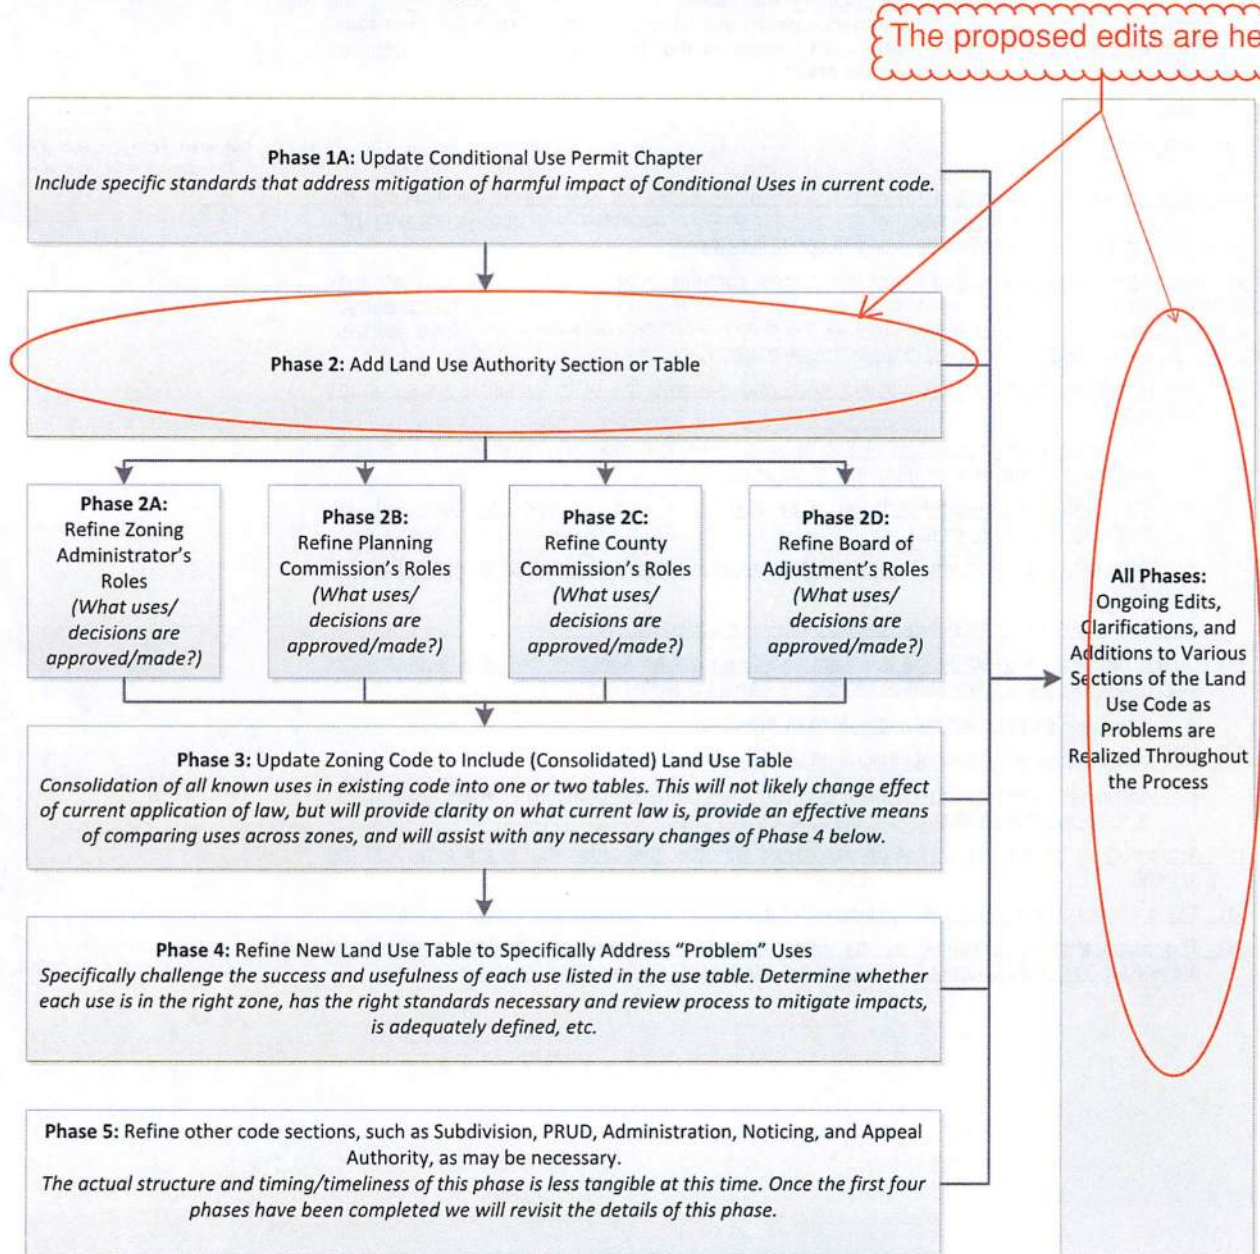 The proposed edits are he
Phase 1A: Update Conditional Use Permit Chapter
Include specific standards that address mitigation of harmful impact of Conditional Uses in current code.
Phase 2: Add Land Use Authority Section or Table
Phase 2A:
Refine Zoning
Administrator's
Roles
(What uses/
decisions are
approved/made?)
Phase 2B:
Refine Planning
Commission's Roles
(What uses/
decisions are
approved/made?)
Phase 2C:
Refine County
Commission's Roles
(What uses/
decisions are
approved/made?)
Phase 2D:
Refine Board of
Adjustment's Roles
(What uses/
decisions are
approved/made?)
All Phases:
Ongoing Edits,
Clarifications, and
Additions to Various
Sections of the Land
Use Code as
Problems are
Realized Throughout
the Process
Phase 3: Update Zoning Code to Include (Consolidated) Land Use Table
Consolidation of all known uses in existing code into one or two tables. This will not likely change effect
of current application of law, but will provide clarity on what current law is, provide an effective means
of comparing uses across zones, and will assist with any necessary changes of Phase 4 below.
Phase 4: Refine New Land Use Table to Specifically Address “Problem” Uses
Specifically challenge the success and usefulness of each use listed in the use table. Determine whether
each use is in the right zone, has the right standards necessary and review process to mitigate impacts,
is adequately defined, etc.
Phase 5: Refine other code sections, such as Subdivision, PRUD, Administration, Noticing, and Appeal
Authority, as may be necessary.
The actual structure and timing/timeliness of this phase is less tangible at this time. Once the first four
phases have been completed we will revisit the details of this phase.